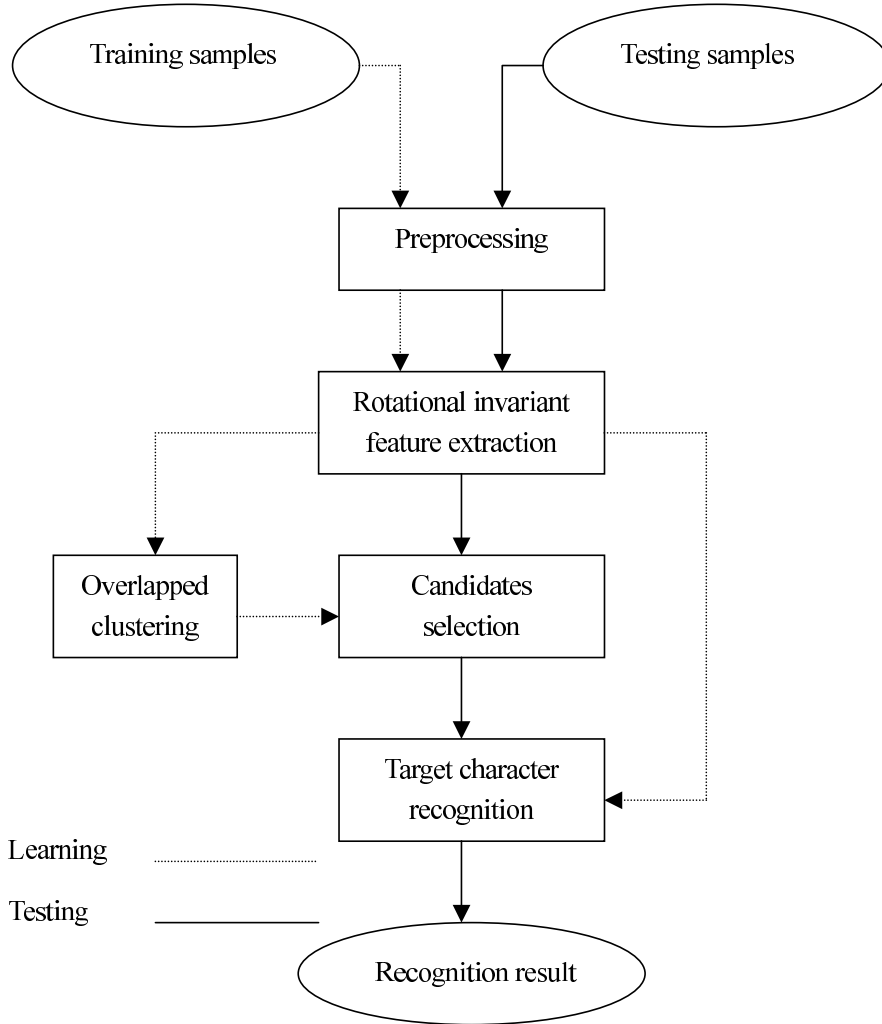 Training samples
Testing samples
Preprocessing
Rotational invariant
feature extraction
Overlapped
clustering
Candidates
selection
Target character
recognition
Learning
Testing
Recognition result